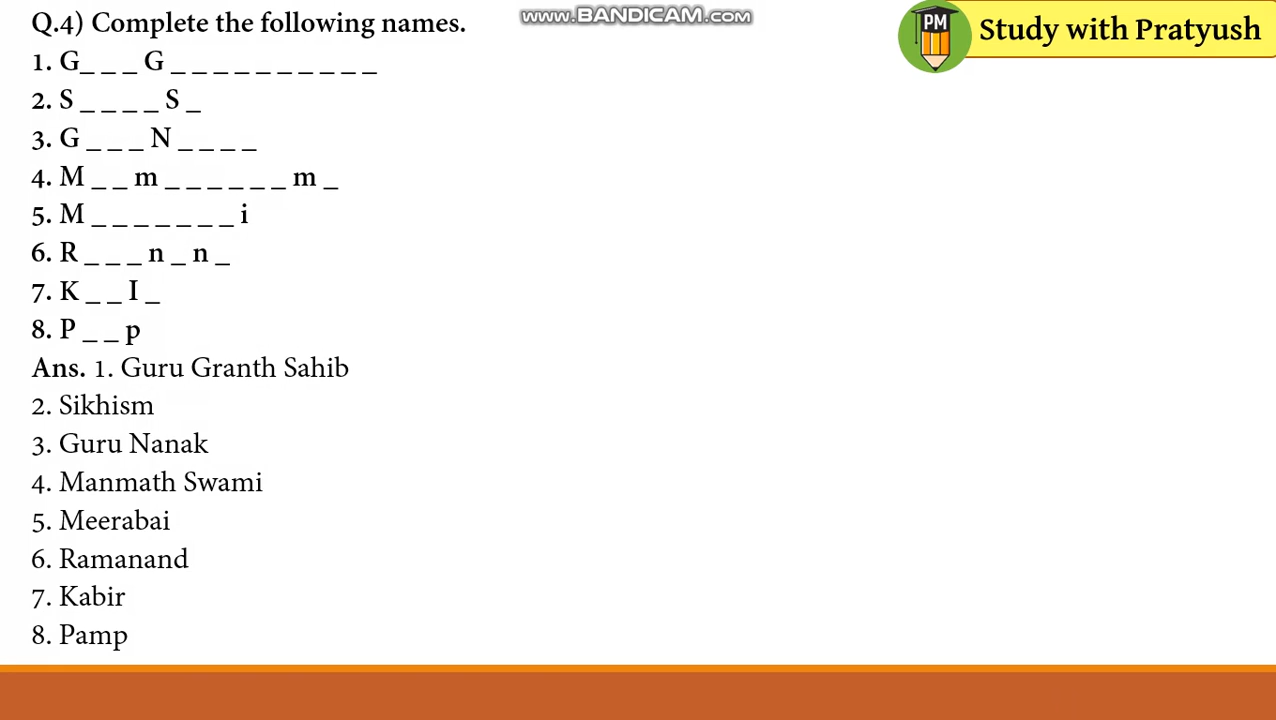 Q.4) Complete the following names.
www.BANDICAM.com
PM
Study with Pratyush
1. G_ _ _ G _ _ _ _ _ _ _ _ _ _
2. S _ _ _ _ S _
3. G _ _ _ N _ _ _ _
4. M _ _ m _ _ _ _ _ _ m _
5. M _ _ _ _ _ _ _ i
6. R _ _ _ n _ n _
7. K _ _ I _
8. P _ _ p
Ans. 1. Guru Granth Sahib
2. Sikhism
3. Guru Nanak
4. Manmath Swami
5. Meerabai
6. Ramanand
7. Kabir
8. Pamp